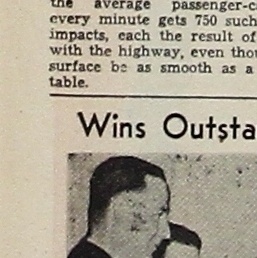 the average passenger-c
every minute gets 750 such
impacts, each the result of
with the highway, even thou
surface be as smooth as a
table.
Wins Outsta